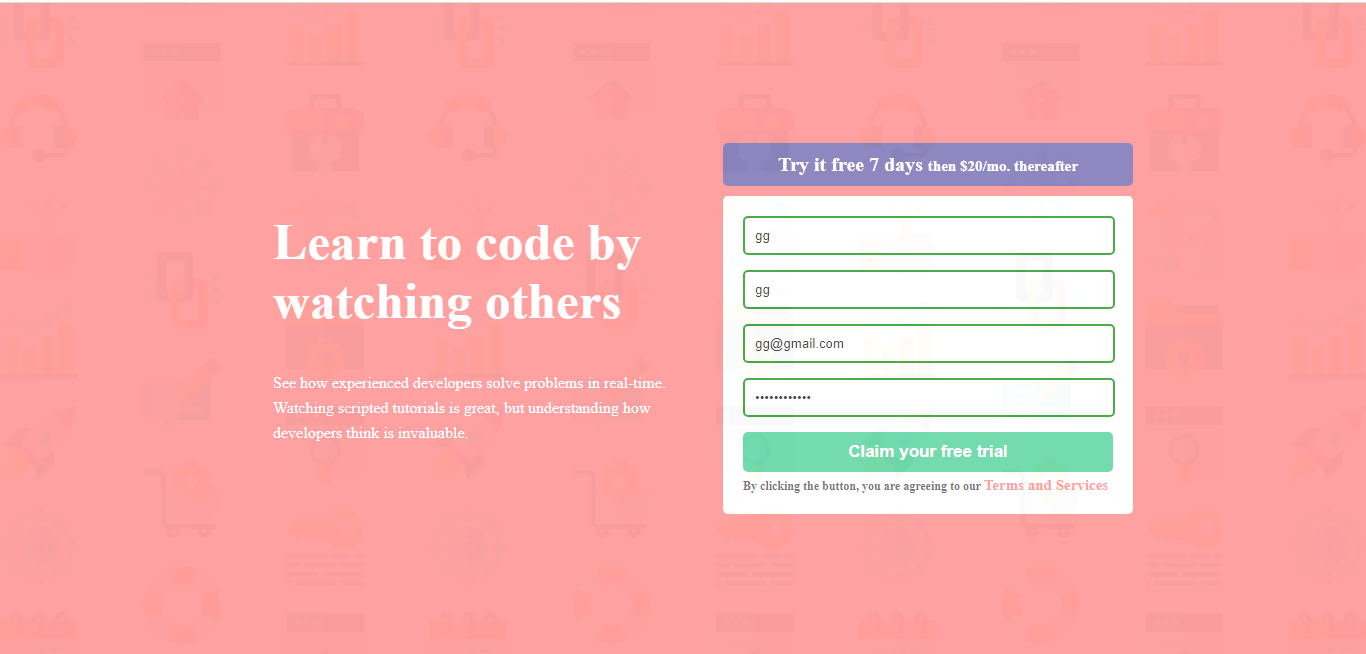 Try it free 7 days then $20/mo. thereafter
Learn to code by
watching others
See how experienced developers solve problems in real-time.
Watching scripted tutorials is great, but understanding how
developers think is invaluable.
gg
gg
gg@gmail.com
••••••••••••
Claim your free trial
By clicking the button, you are agreeing to our Terms and Services